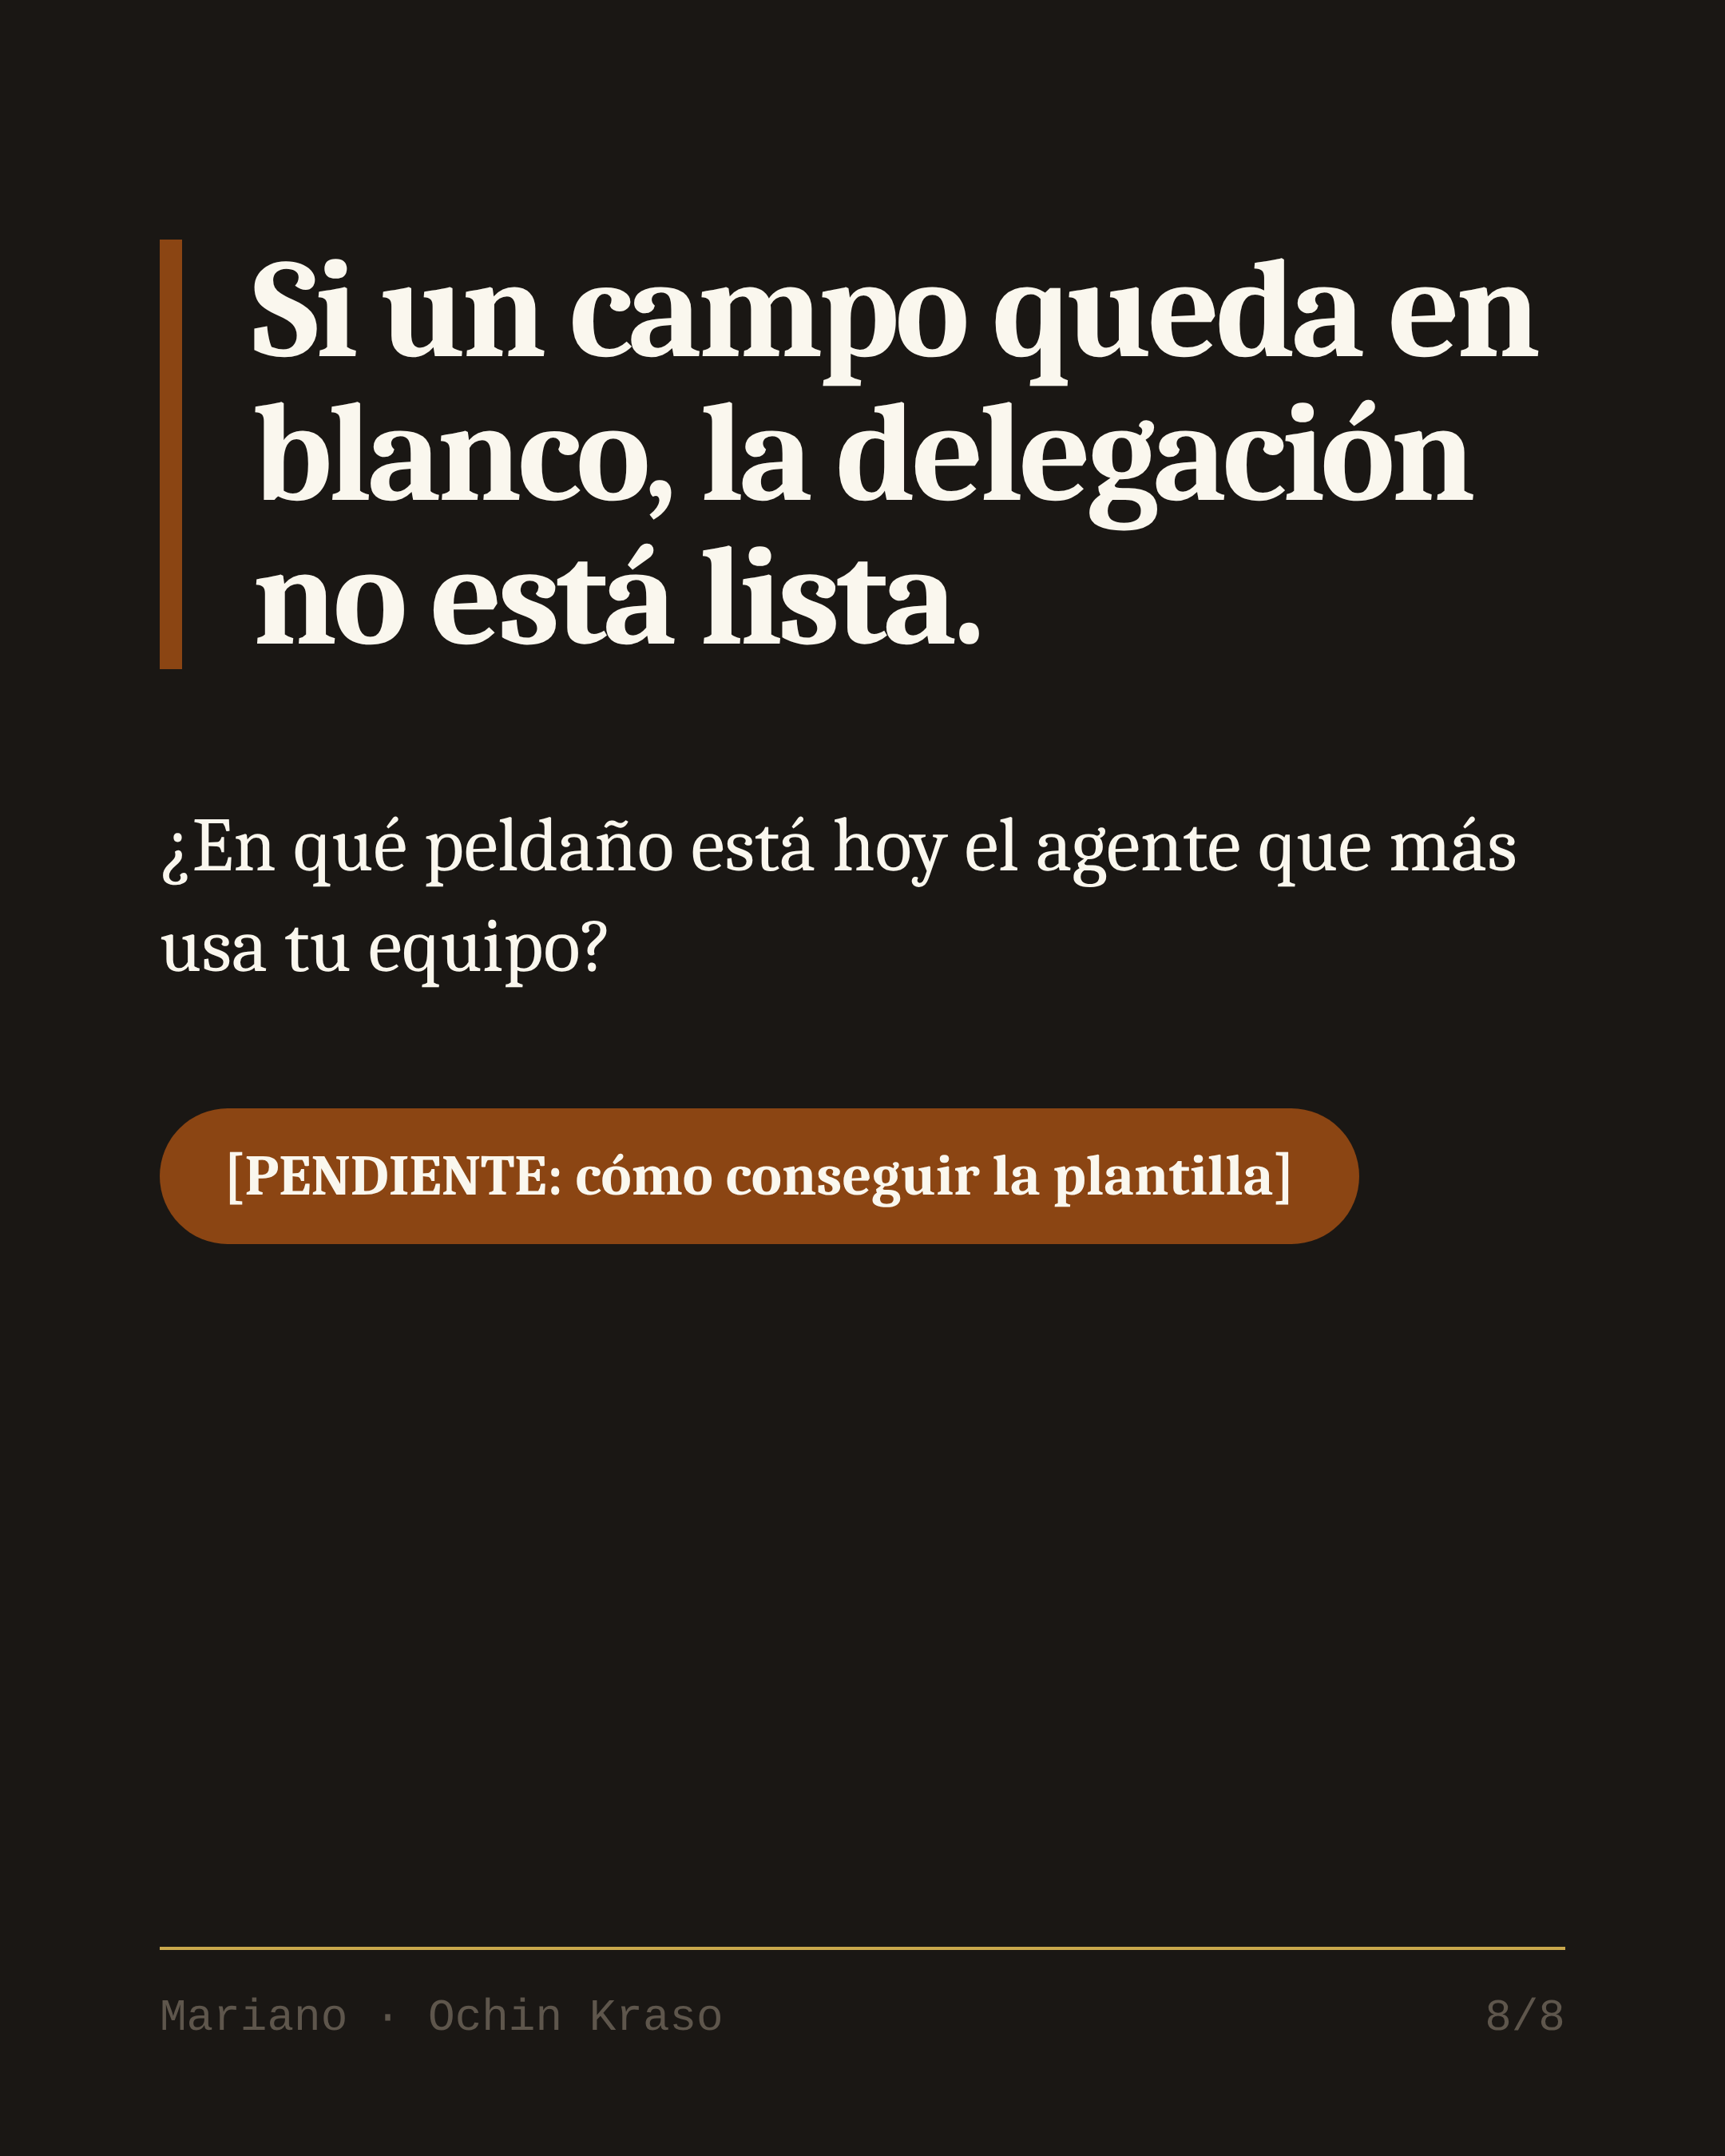 Si un campo queda en
blanco, la delegación
no está lista.
¿En qué peldaño está hoy el agente que más
usa tu equipo?
[PENDIENTE: cómo conseguir la plantilla]
Mariano · Ochin Kraso
8/8